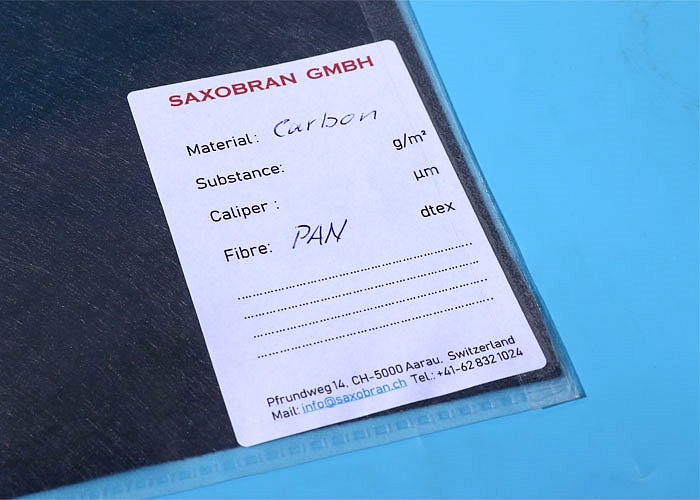 SAXOBRAN GMBH
Material: Carbon
Substance: g/m²
Caliper : µm
Fibre: PAN dtex
Pfrundweg 14, CH-5000 Aarau, Switzerland
Mail: info@saxobran.ch Tel.: +41-62 832 1024